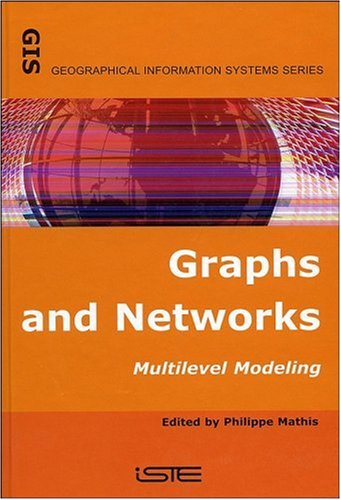 GIS
GEOGRAPHICAL INFORMATION SYSTEMS SERIES
Graphs
and Networks
Multilevel Modeling
Edited by Philippe Mathis
iSTE